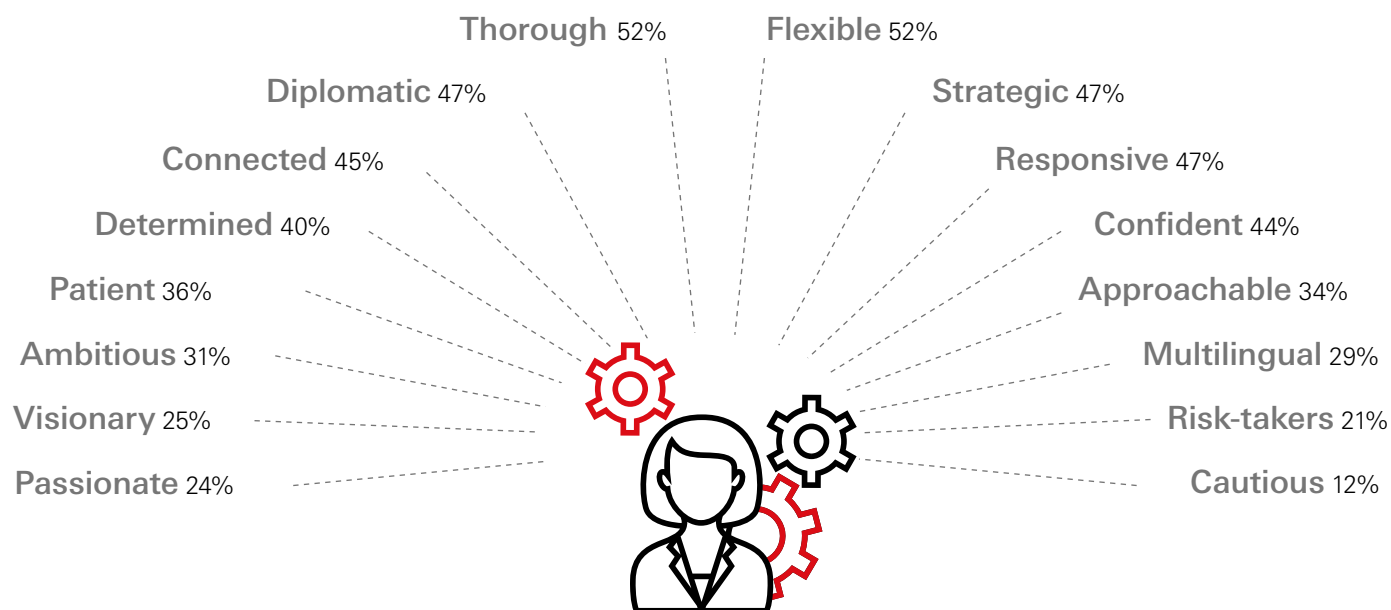 Thorough 52%
Flexible 52%
Diplomatic 47%
Strategic 47%
Connected 45%
Responsive 47%
Determined 40%
Confident 44%
Patient 36%
Approachable 34%
Ambitious 31%
Multilingual 29%
Visionary 25%
Risk-takers 21%
Passionate 24%
Cautious 12%